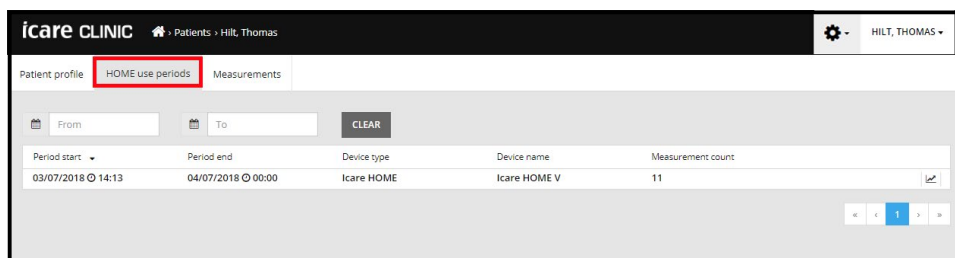 icare CLINIC › Patients › Hilt, Thomas HILT, THOMAS
Patient profile HOME use periods Measurements
From To CLEAR
Period start Period end Device type Device name Measurement count
03/07/2018 14:13 04/07/2018 00:00 Icare HOME Icare HOME V 11
« ‹ 1 › »